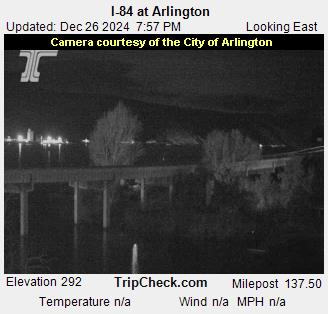 I-84 at Arlington
Updated: Dec 26 2024 7:57 PM Looking East
Camera courtesy of the City of Arlington
Elevation 292 TripCheck.com Milepost 137.50
Temperature n/a Wind n/a MPH n/a